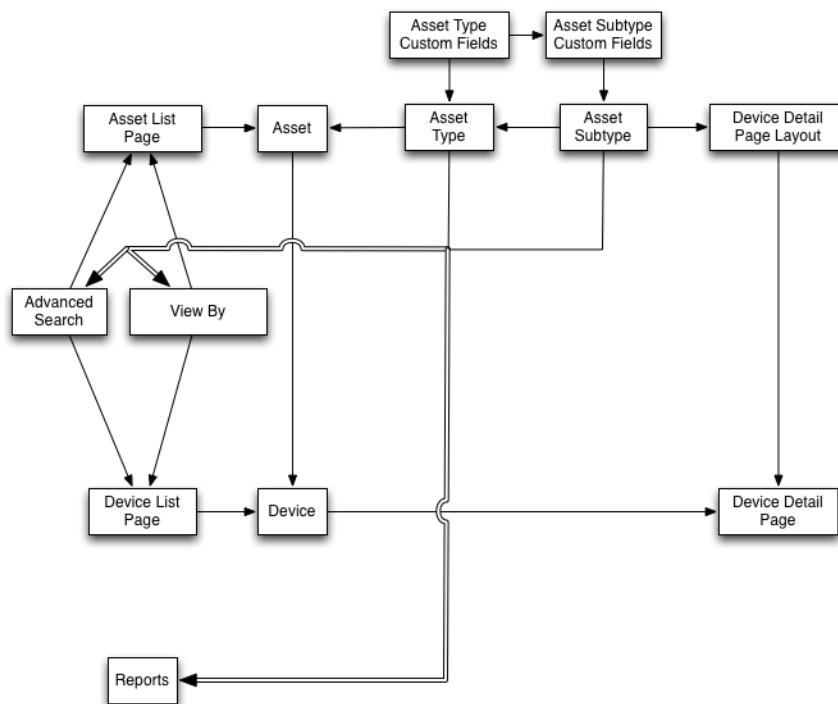 Asset Type
Custom Fields
Asset Subtype
Custom Fields
Asset List
Page
Asset
Asset
Type
Asset
Subtype
Device Detail
Page Layout
Advanced
Search
View By
Device List
Page
Device
Device Detail
Page
Reports